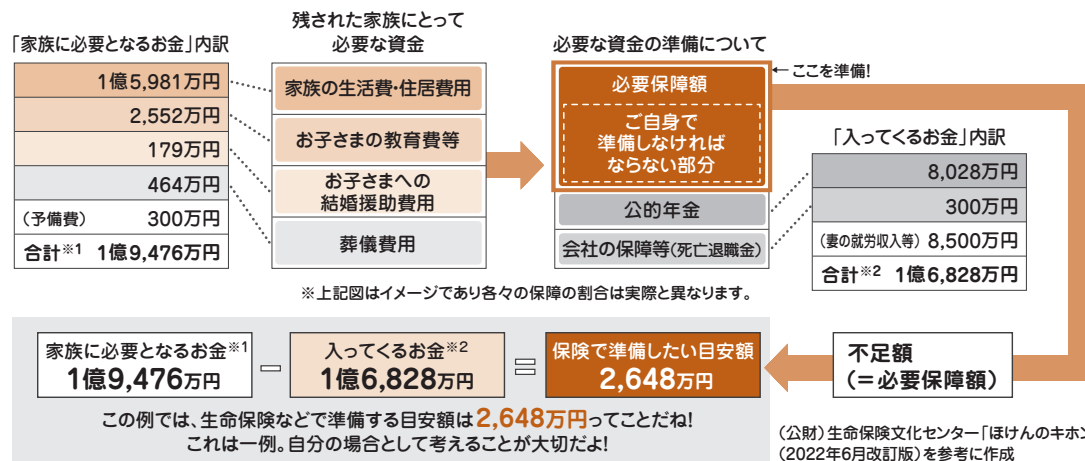 「家族に必要となるお金」内訳
1億5,981万円
2,552万円
179万円
464万円
(予備費) 300万円
合計※1 1億9,476万円
残された家族にとって
必要な資金
家族の生活費・住居費用
お子さまの教育費等
お子さまへの
結婚援助費用
葬儀費用
必要な資金の準備について
必要保障額
ご自身で
準備しなければ
ならない部分
公的年金
会社の保障等(死亡退職金)
←ここを準備!
「入ってくるお金」内訳
8,028万円
300万円
(妻の就労収入等) 8,500万円
合計※2 1億6,828万円
※上記図はイメージであり各々の保障の割合は実際と異なります。
家族に必要となるお金※1
1億9,476万円
−
入ってくるお金※2
1億6,828万円
=
保険で準備したい目安額
2,648万円
不足額
(=必要保障額)
この例では、生命保険などで準備する目安額は2,648万円ってことだね!
これは一例。自分の場合として考えることが大切だよ!
(公財)生命保険文化センター「ほけんのキホン
(2022年6月改訂版)を参考に作成